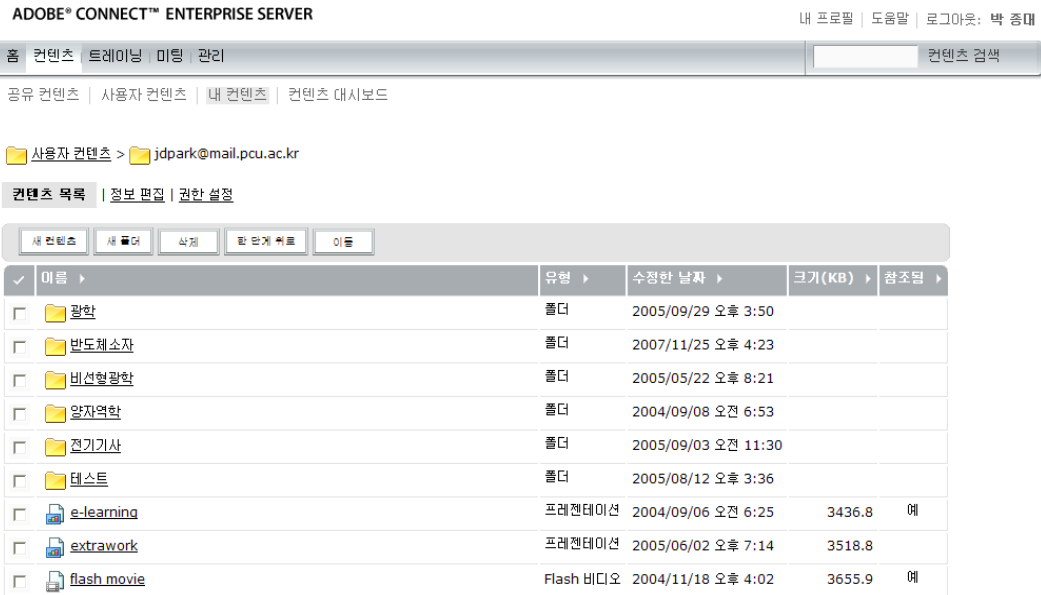 ADOBE® CONNECT™ ENTERPRISE SERVER
내 프로필 | 도움말 | 로그아웃: 박 종대
홈 컨텐츠 트레이닝 미팅 관리 컨텐츠 검색
공유 컨텐츠 | 사용자 컨텐츠 | 내 컨텐츠 | 컨텐츠 대시보드
사용자 컨텐츠 > jdpark@mail.pcu.ac.kr
컨텐츠 목록 | 정보 편집 | 권한 설정
새 컨텐츠 새 폴더 삭제 한 단계 위로 이동
이름 유형 수정한 날짜 크기(KB) 참조됨
광학 폴더 2005/09/29 오후 3:50
반도체소자 폴더 2007/11/25 오후 4:23
비선형광학 폴더 2005/05/22 오후 8:21
양자역학 폴더 2004/09/08 오전 6:53
전기기사 폴더 2005/09/03 오전 11:30
테스트 폴더 2005/08/12 오후 3:36
e-learning 프레젠테이션 2004/09/06 오전 6:25 3436.8 예
extrawork 프레젠테이션 2005/06/02 오후 7:14 3518.8
flash movie Flash 비디오 2004/11/18 오후 4:02 3655.9 예